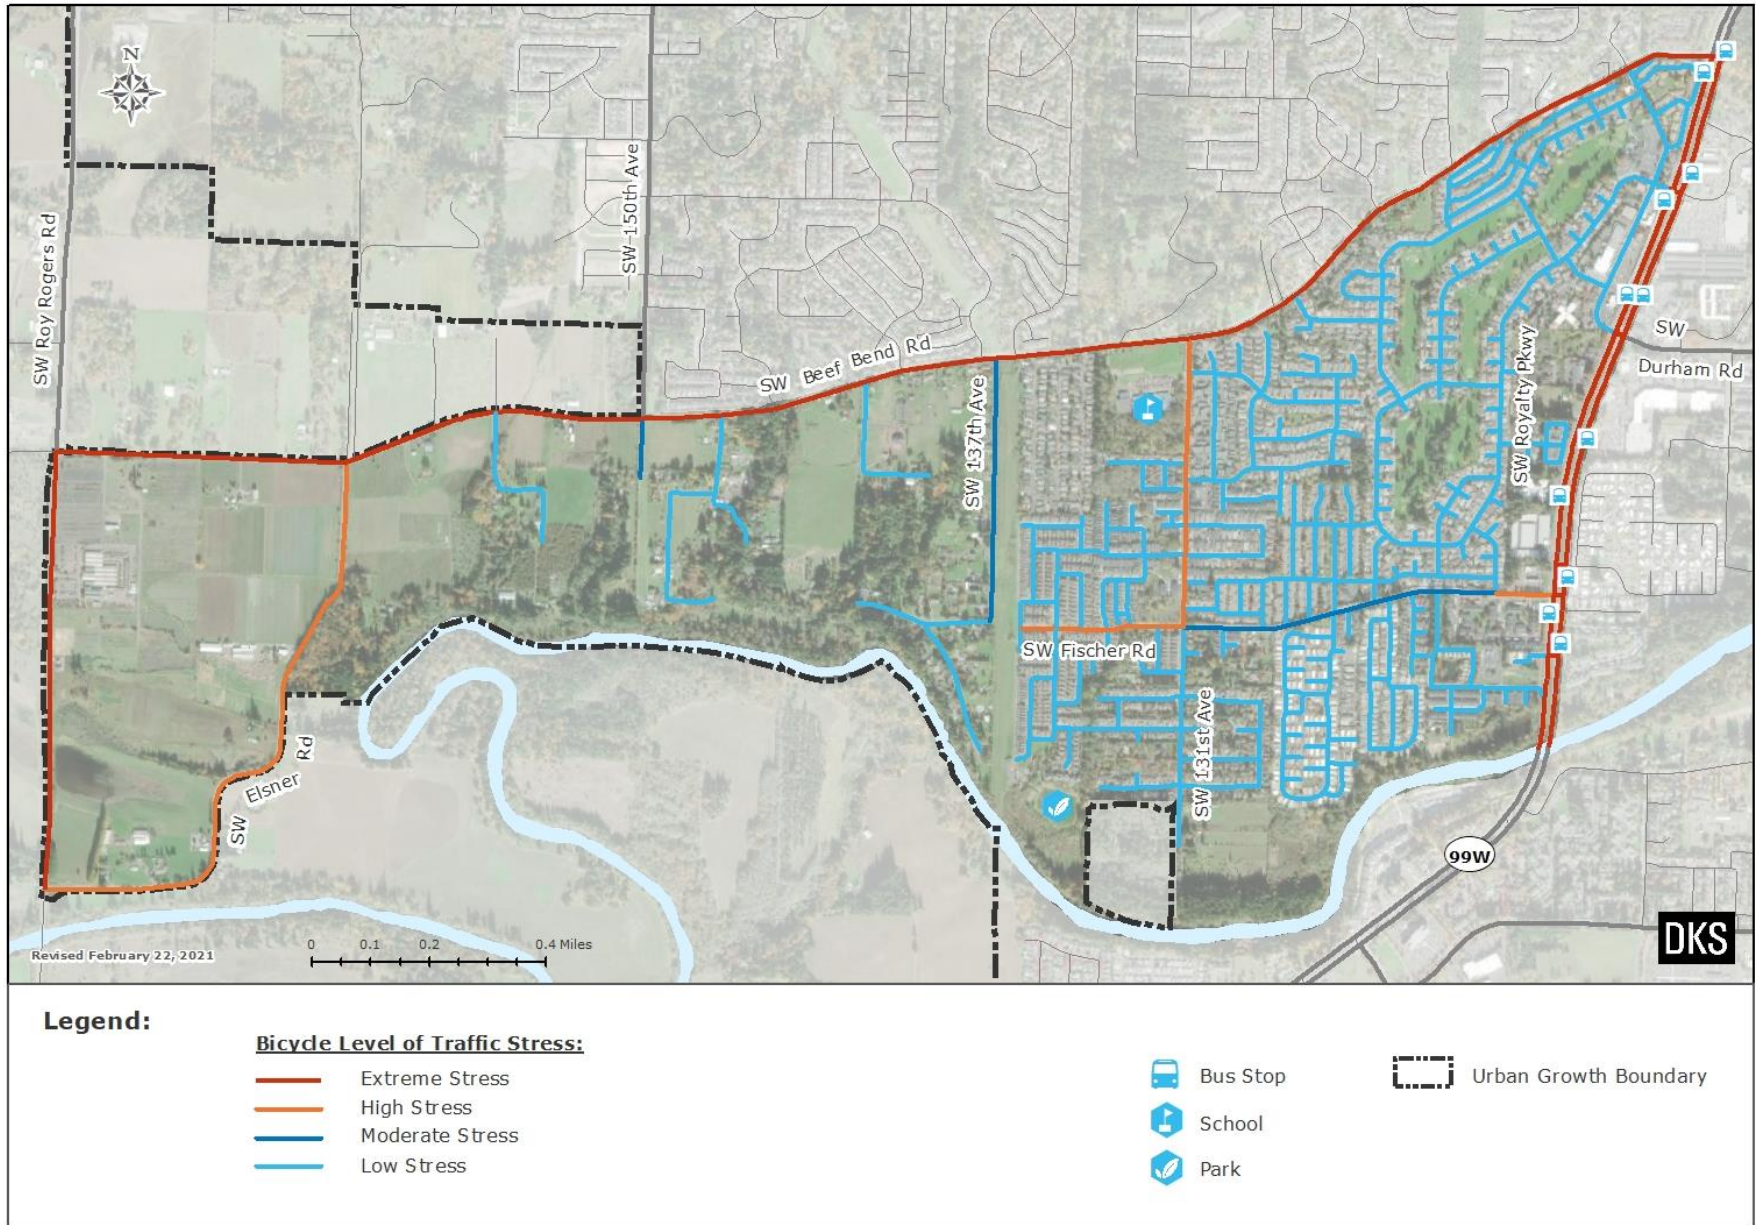 N
SW Roy Rogers Rd
SW 150th Ave
SW Beef Bend Rd
SW 137th Ave
SW Royalty Pkwy
SW
Durham Rd
SW Fischer Rd
SW 131st Ave
SW Elsner Rd
99W
DKS
Revised February 22, 2021
0 0.1 0.2 0.4 Miles
Legend:
Bicycle Level of Traffic Stress:
Extreme Stress
High Stress
Moderate Stress
Low Stress
Bus Stop
School
Park
Urban Growth Boundary